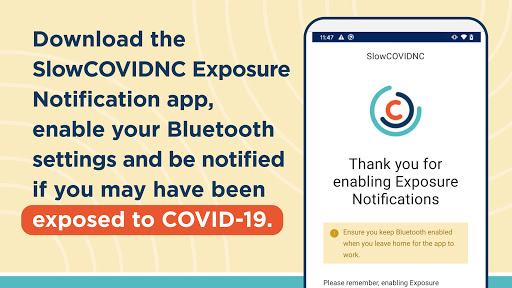 Download the
SlowCOVIDNC Exposure
Notification app,
enable your Bluetooth
settings and be notified
if you may have been
exposed to COVID-19.
11:47
SlowCOVIDNC
C
Thank you for
enabling Exposure
Notifications
Ensure you keep Bluetooth enabled
when you leave home for the app to
work.
Please remember, enabling Exposure